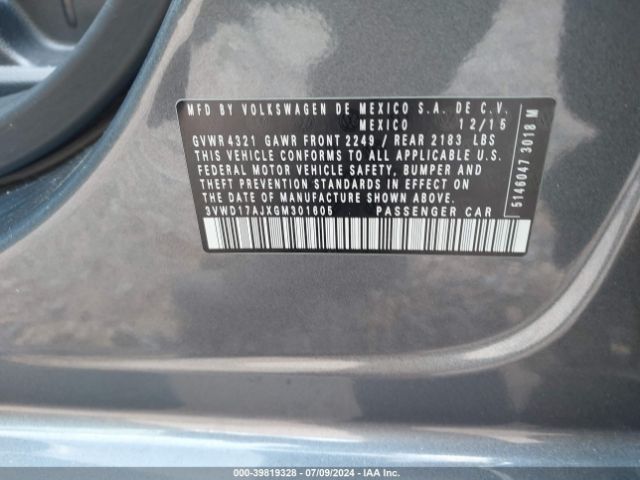 MFD BY VOLKSWAGEN DE MEXICO S.A. DE C.V.
MEXICO 12/15
GVWR 4321 GAWR FRONT 2249 / REAR 2183 LBS
THIS VEHICLE CONFORMS TO ALL APPLICABLE U.S.
FEDERAL MOTOR VEHICLE SAFETY, BUMPER AND
THEFT PREVENTION STANDARDS IN EFFECT ON
THE DATE OF MANUFACTURE SHOWN ABOVE.
3VWD17AJXGM301605 PASSENGER CAR
5146047 3018 M
000-39819328 - 07/09/2024 - IAAI.com